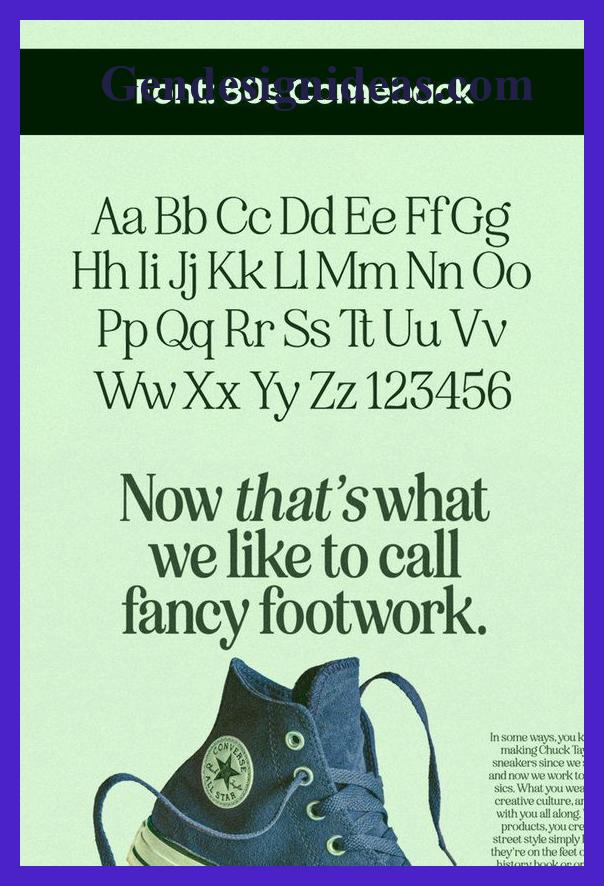 Gendesignideas.com
Font: 80s Comeback
Aa Bb Cc Dd Ee Ff Gg
Hh Ii Jj Kk Ll Mm Nn Oo
Pp Qq Rr Ss Tt Uu Vv
Ww Xx Yy Zz 123456
Now that's what
we like to call
fancy footwork.
CONVERSE
ALL STAR
In some ways, you k
making Chuck Tay
sneakers since we
and now we work to
sics. What you wea
creative culture, an
with you all along.
products, you cre
street style simply
they're on the feet o
history book or on